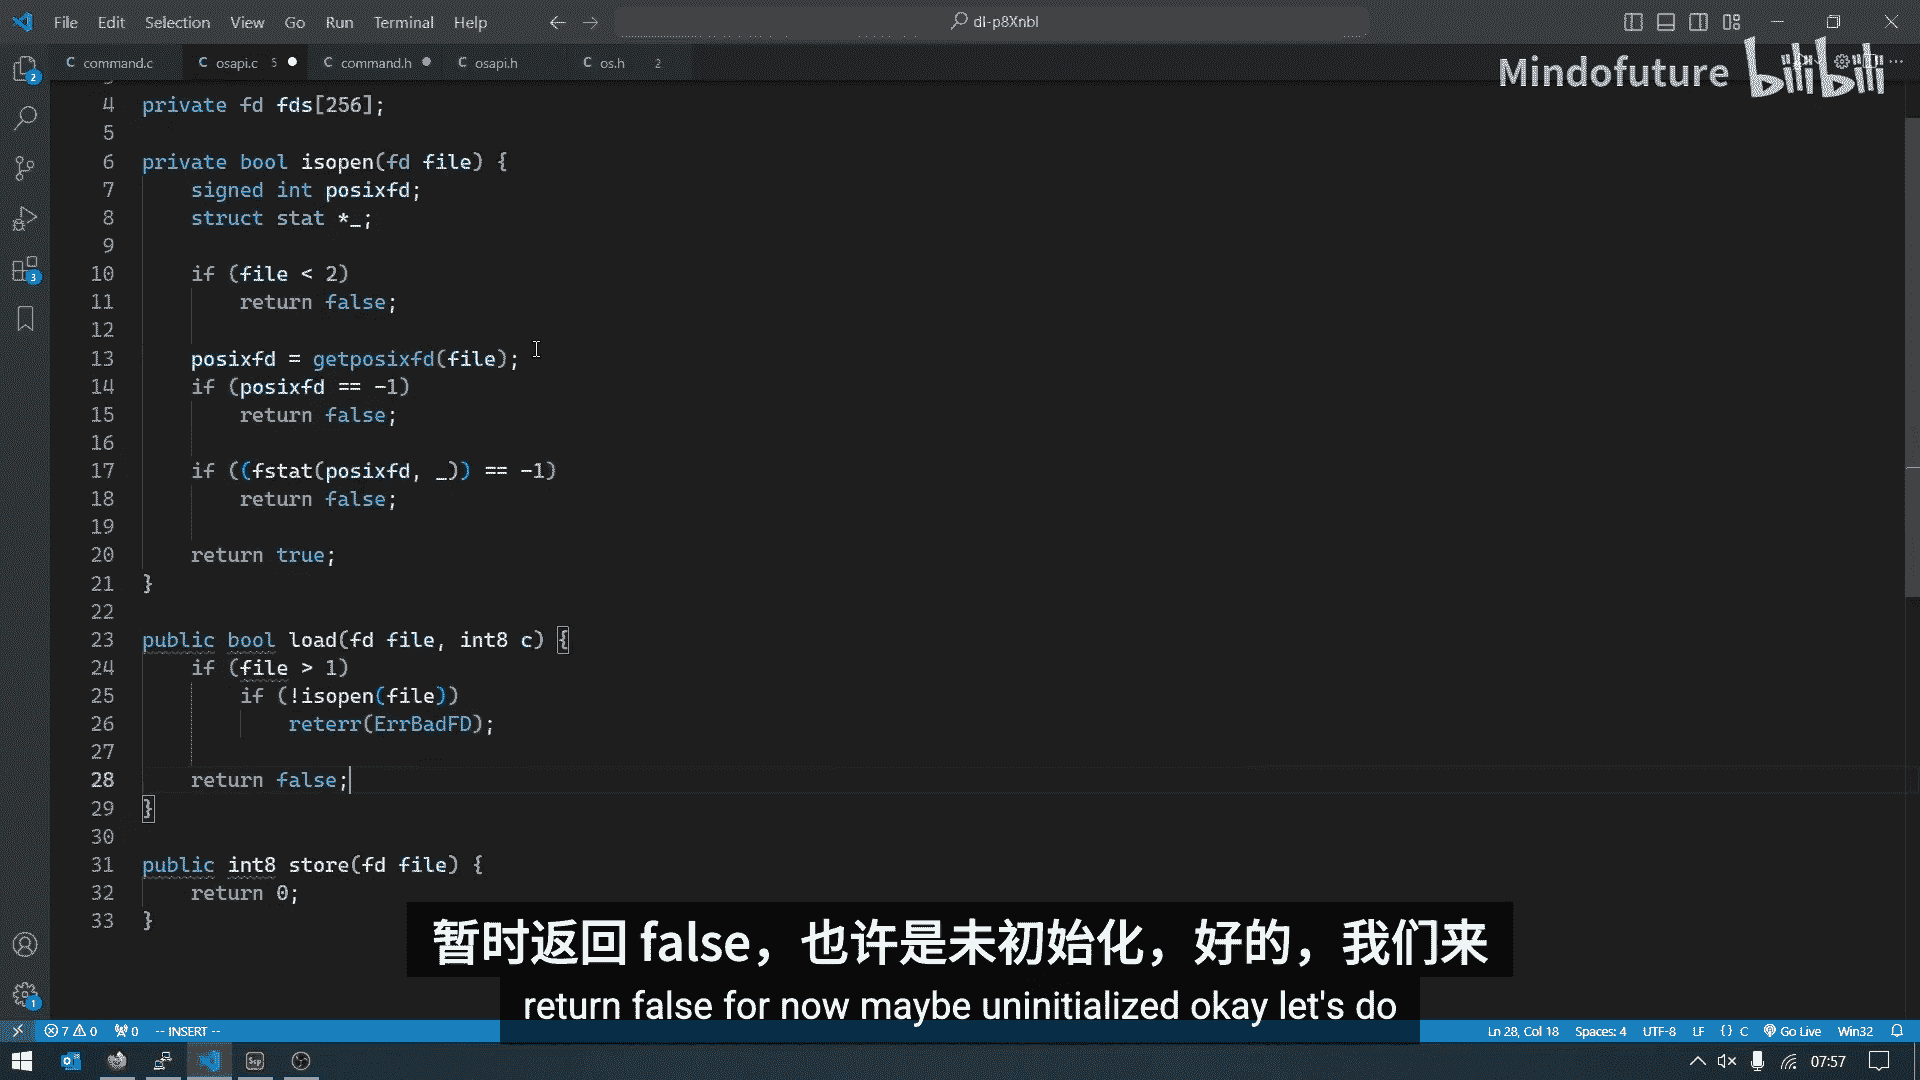 File Edit Selection View Go Run Terminal Help
dl-p8Xnbl
C command.c
C osapi.c 5
C command.h
C osapi.h
C os.h 2
Mindofuture bilibili
4 private fd fds[256];
5
6 private bool isopen(fd file) {
7 signed int posixfd;
8 struct stat *_;
9
10 if (file < 2)
11 return false;
12
13 posixfd = getposixfd(file);
14 if (posixfd == -1)
15 return false;
16
17 if ((fstat(posixfd, _)) == -1)
18 return false;
19
20 return true;
21 }
22
23 public bool load(fd file, int8 c) {
24 if (file > 1)
25 if (!isopen(file))
26 reterr(ErrBadFD);
27
28 return false;
29 }
30
31 public int8 store(fd file) {
32 return 0;
33 }
2
3
1
暂时返回 false，也许是未初始化，好的，我们来
return false for now maybe uninitialized okay let's do
7 0 0 -- INSERT -- Ln 28, Col 18 Spaces: 4 UTF-8 LF {} C Go Live Win32
07:57